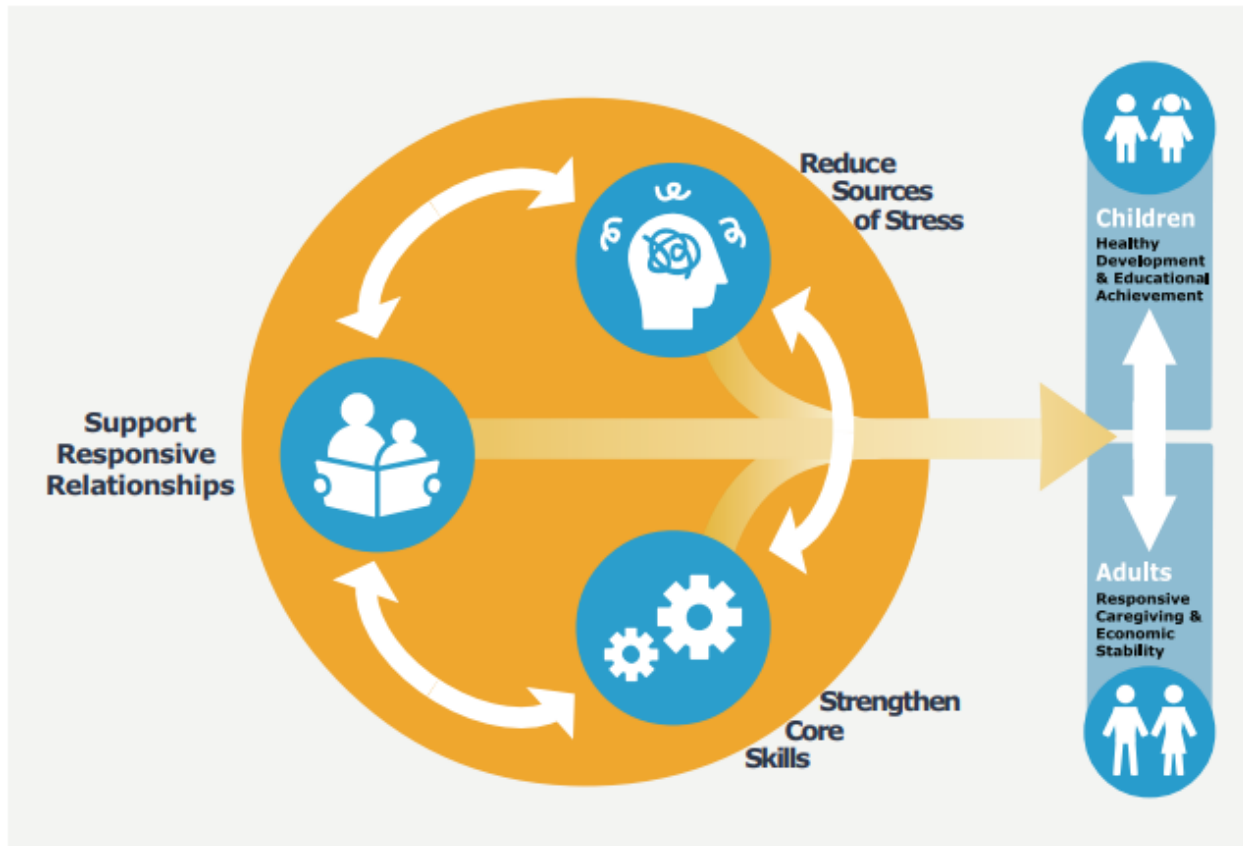 Reduce
Sources
of Stress
Support
Responsive
Relationships
Strengthen
Core
Skills
Children
Healthy
Development
& Educational
Achievement
Adults
Responsive
Caregiving &
Economic
Stability